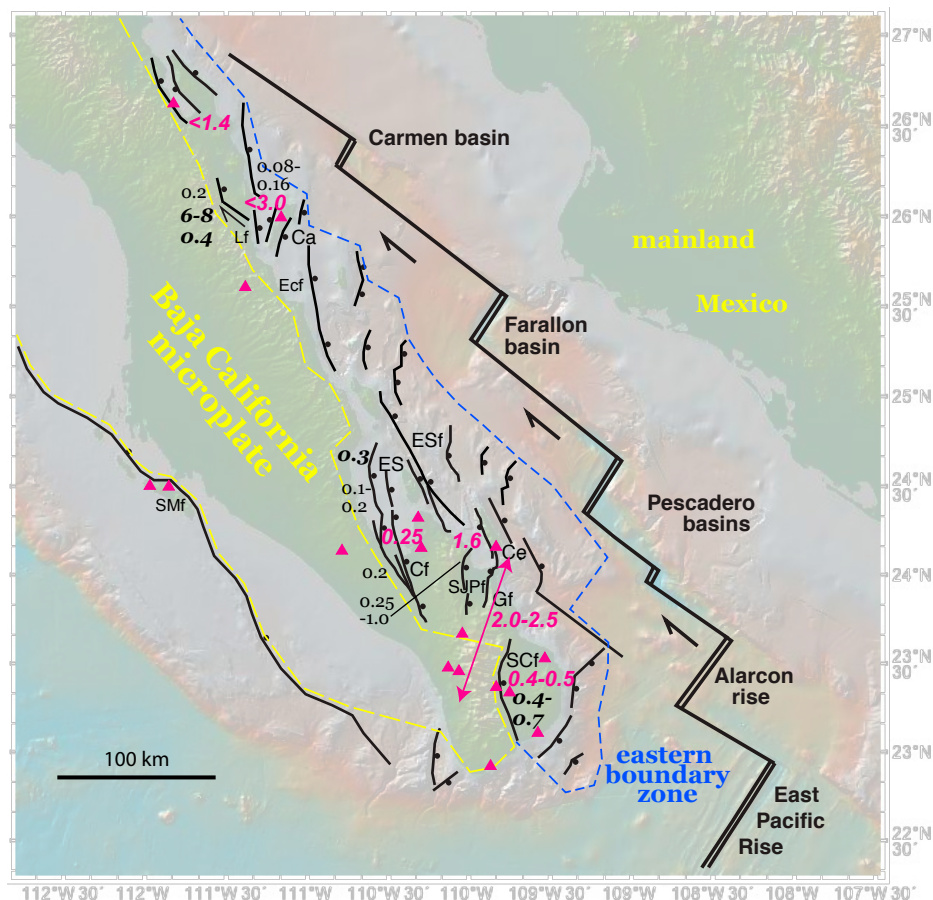 27°N
Carmen basin
26°N
30´
<1.4
0.08-
0.16
0.2
<3.0
6-8
0.4
Lf
Ca
26°N
mainland
Mexico
Ecf
25°N
30´
Baja California
microplate
Farallon
basin
25°N
ESf
0.3
ES
24°N
30´
0.1-
0.2
SMf
Pescadero
basins
0.25
1.6
Ce
Cf
0.2
24°N
SJPf
Gf
0.25
-1.0
2.0-2.5
SCf
0.4-0.5
23°N
30´
Alarcon
rise
0.4-
0.7
23°N
100 km
eastern
boundary
zone
East
Pacific
Rise
22°N
30´
112°W 30´ 112°W 30´ 111°W 30´ 110°W 30´ 110°W 30´ 109°W 30´ 108°W 30´ 107°W 30´